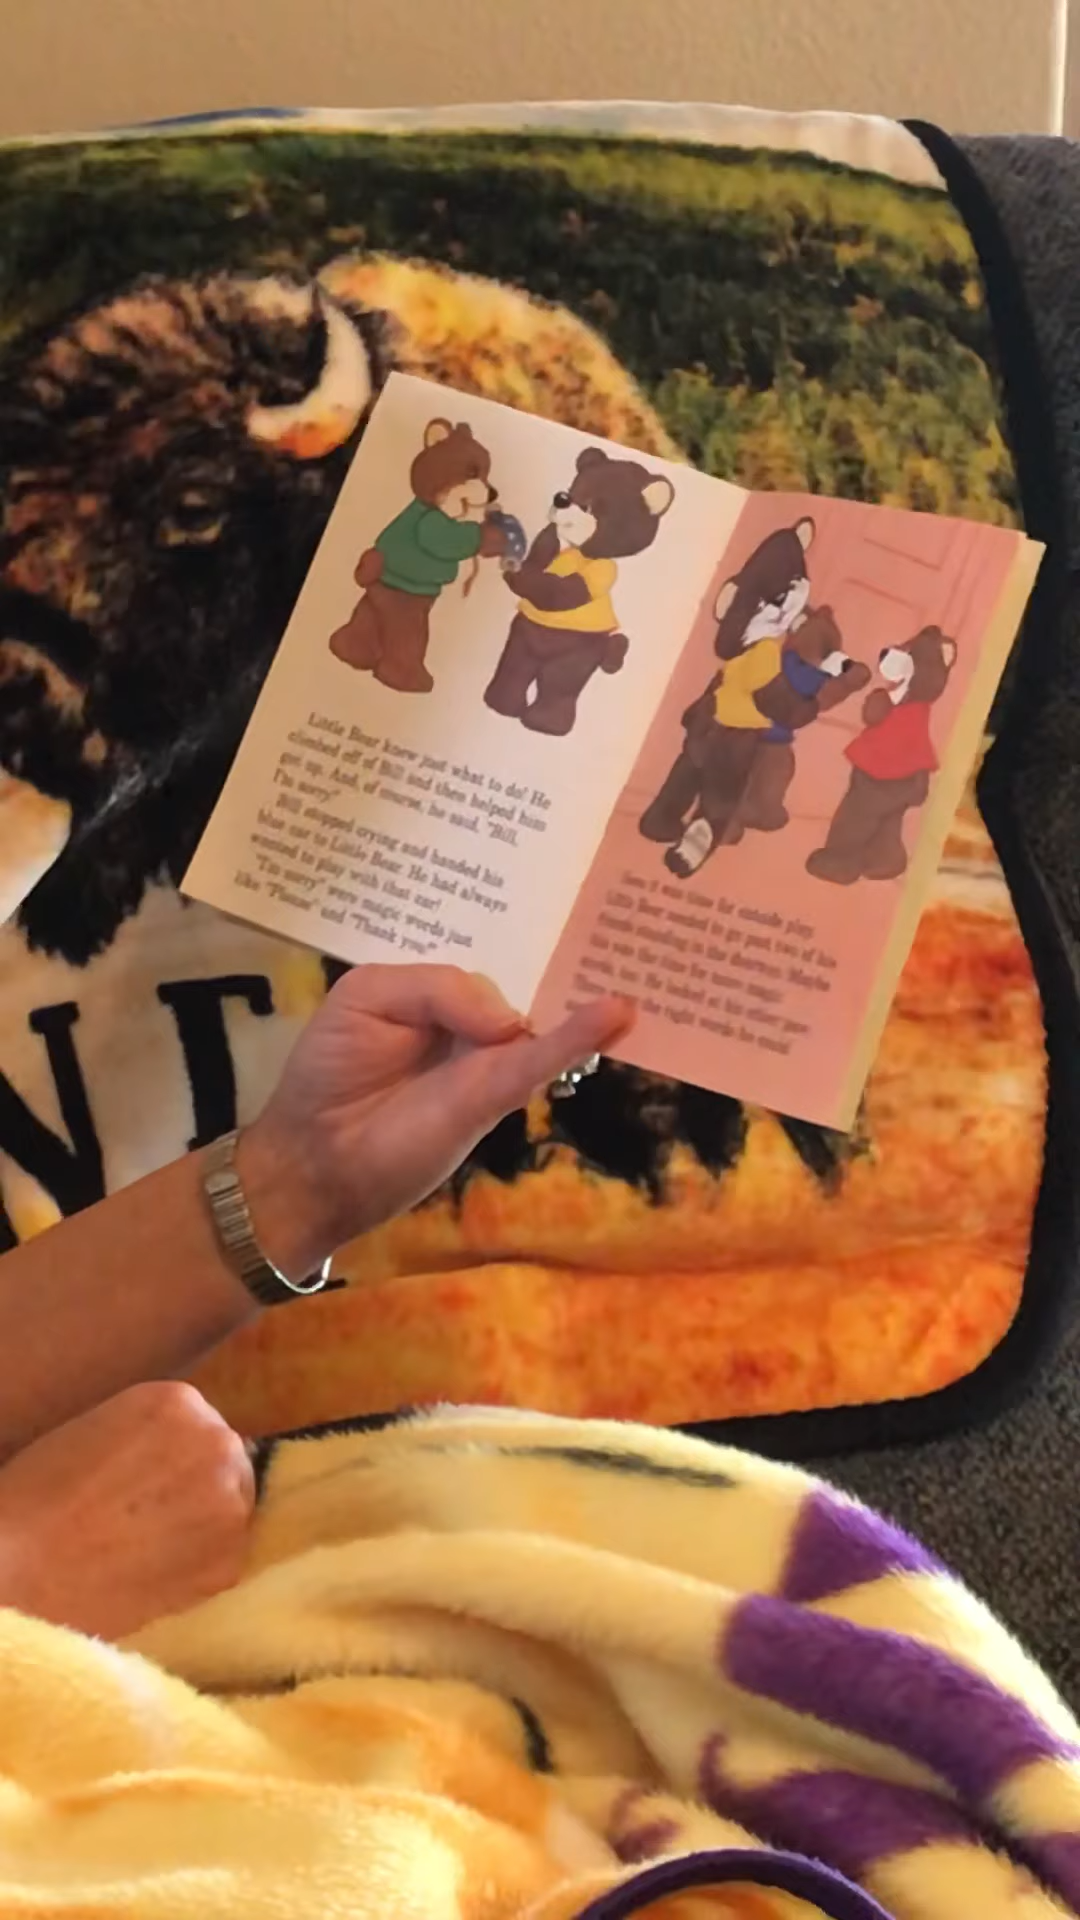 Little Bear knew just what to do! He
climbed off of Bill and then helped him
get up. And, of course, he said, "Bill,
I'm sorry."
Bill stopped crying and handed his
blue car to Little Bear. He had always
wanted to play with that car!
"I'm sorry" were magic words just
like "Please" and "Thank you."
Soon it was time for outside play.
Little Bear needed to go past two of his
friends standing in the doorway. Maybe
this was the time for more magic
words, too. He looked at his other
There the right words he could
N